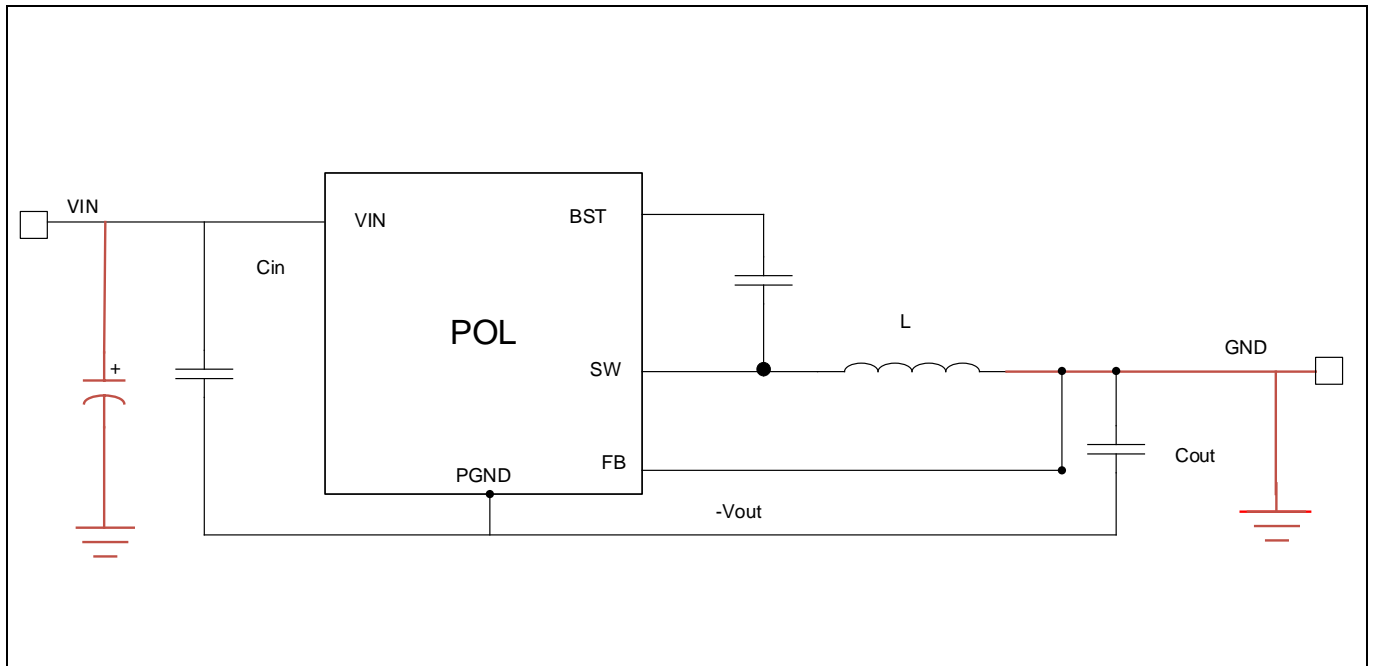 VIN
VIN
BST
Cin
POL
L
SW
GND
+
FB
Cout
PGND
-Vout